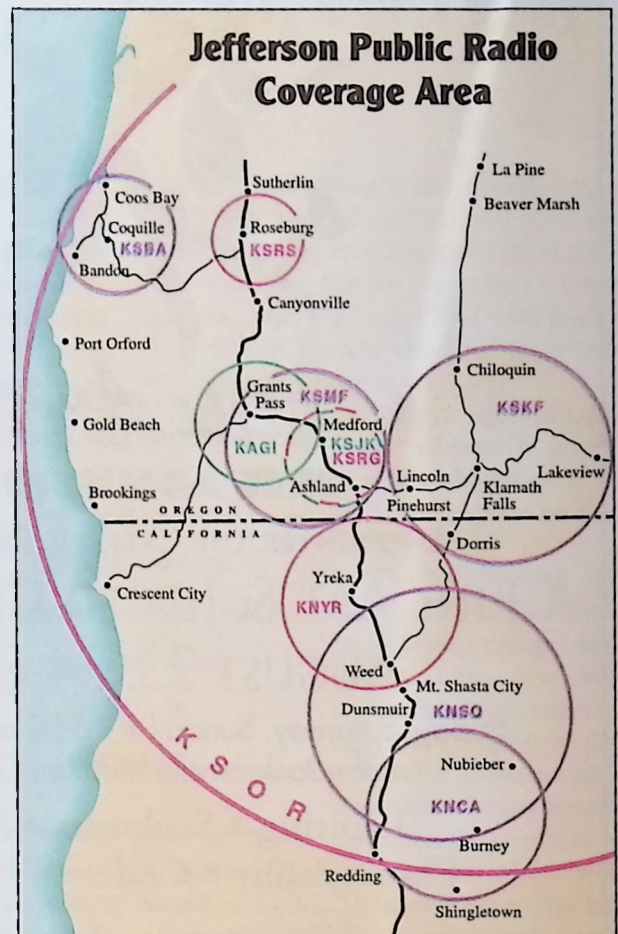 Jefferson Public Radio
Coverage Area
La Pine
Sutherlin
Coos Bay
Beaver Marsh
Coquille
Roseburg
KSBA
KSRS
Bandon
Canyonville
Port Orford
Chiloquin
Grants
Pass
KSMF
KSKF
Gold Beach
Medford
KAGI
KSJK
KSRG
Lakeview
Lincoln
Ashland
Klamath
Falls
Pinehurst
Brookings
OREGON
CALIFORNIA
Dorris
Yreka
Crescent City
KNYR
Weed
Mt. Shasta City
Dunsmuir
KNSQ
KSOR
Nubieber
KNCA
Burney
Redding
Shingletown